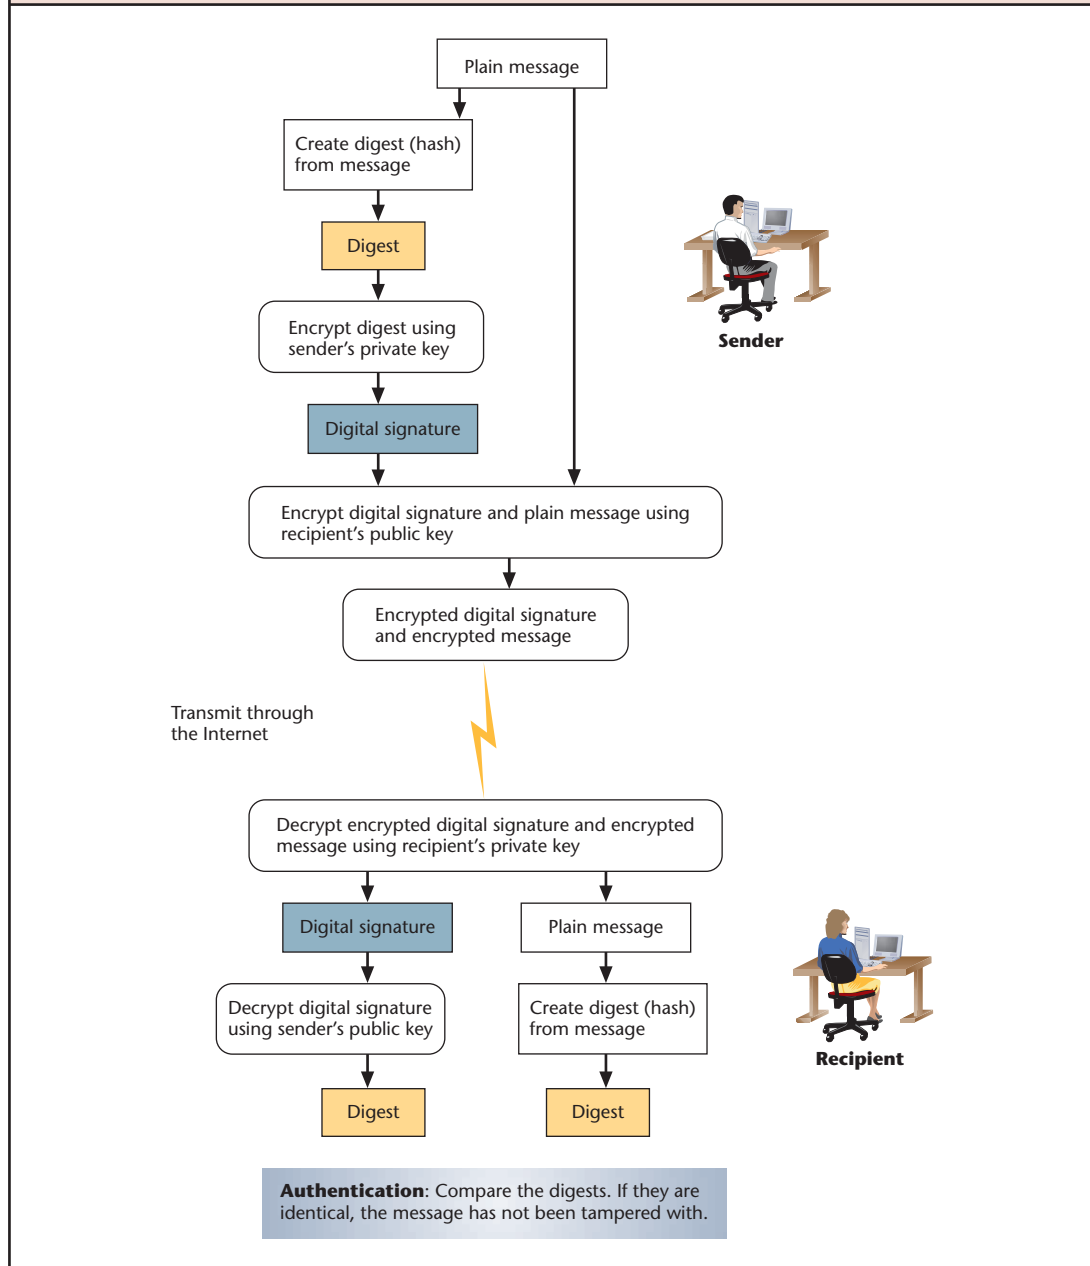 Plain message
Create digest (hash)
from message
Digest
Encrypt digest using
sender’s private key
Sender
Digital signature
Encrypt digital signature and plain message using
recipient’s public key
Encrypted digital signature
and encrypted message
Transmit through
the Internet
Decrypt encrypted digital signature and encrypted
message using recipient’s private key
Digital signature
Plain message
Decrypt digital signature
using sender’s public key
Create digest (hash)
from message
Recipient
Digest
Digest
Authentication: Compare the digests. If they are
identical, the message has not been tampered with.